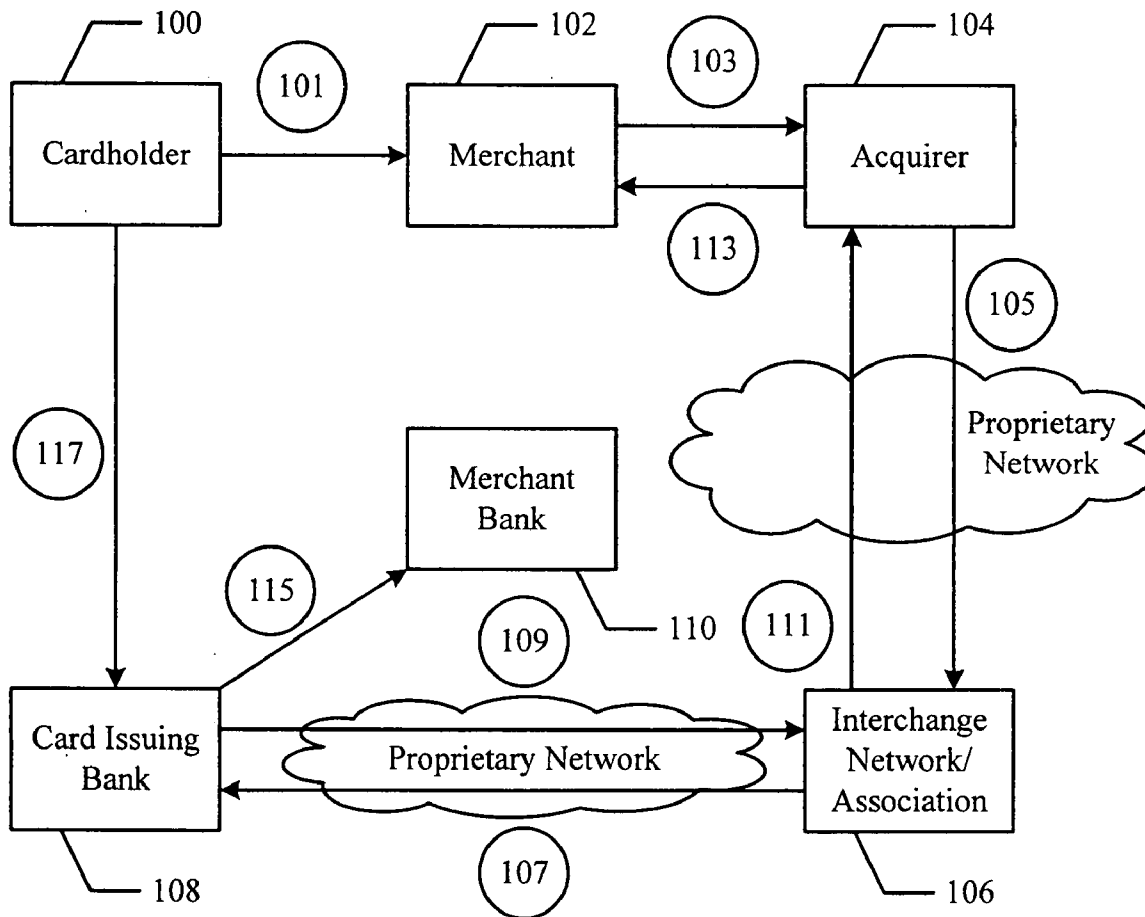 100
102
104
101
103
Cardholder
Merchant
Acquirer
113
105
Proprietary
Network
117
Merchant
Bank
115
110
109
111
Card Issuing
Bank
Proprietary Network
Interchange
Network/
Association
107
108
106